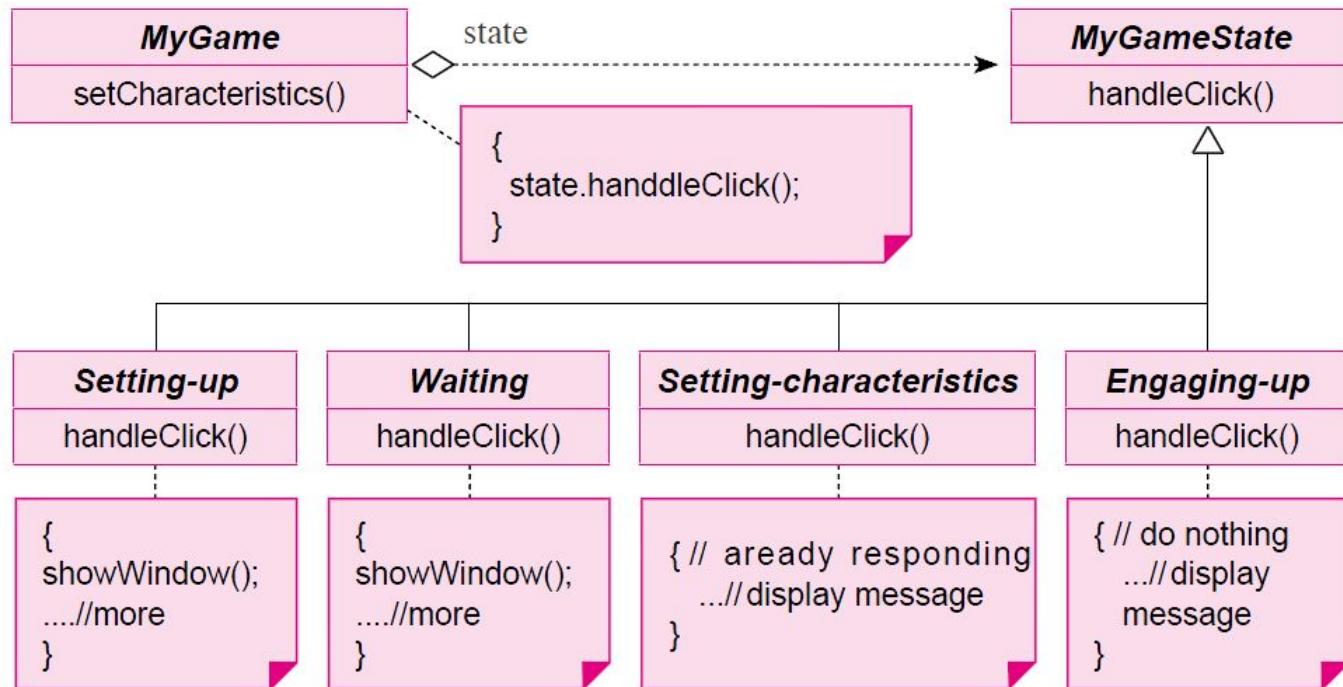 MyGame
state
MyGameState
setCharacteristics()
handleClick()
{
state.handdleClick();
}
Setting-up
Waiting
Setting-characteristics
Engaging-up
handleClick()
handleClick()
handleClick()
handleClick()
{
showWindow();
....//more
}
{
showWindow();
....//more
}
{ // aready responding
...// display message
}
{ // do nothing
...// display
message
}